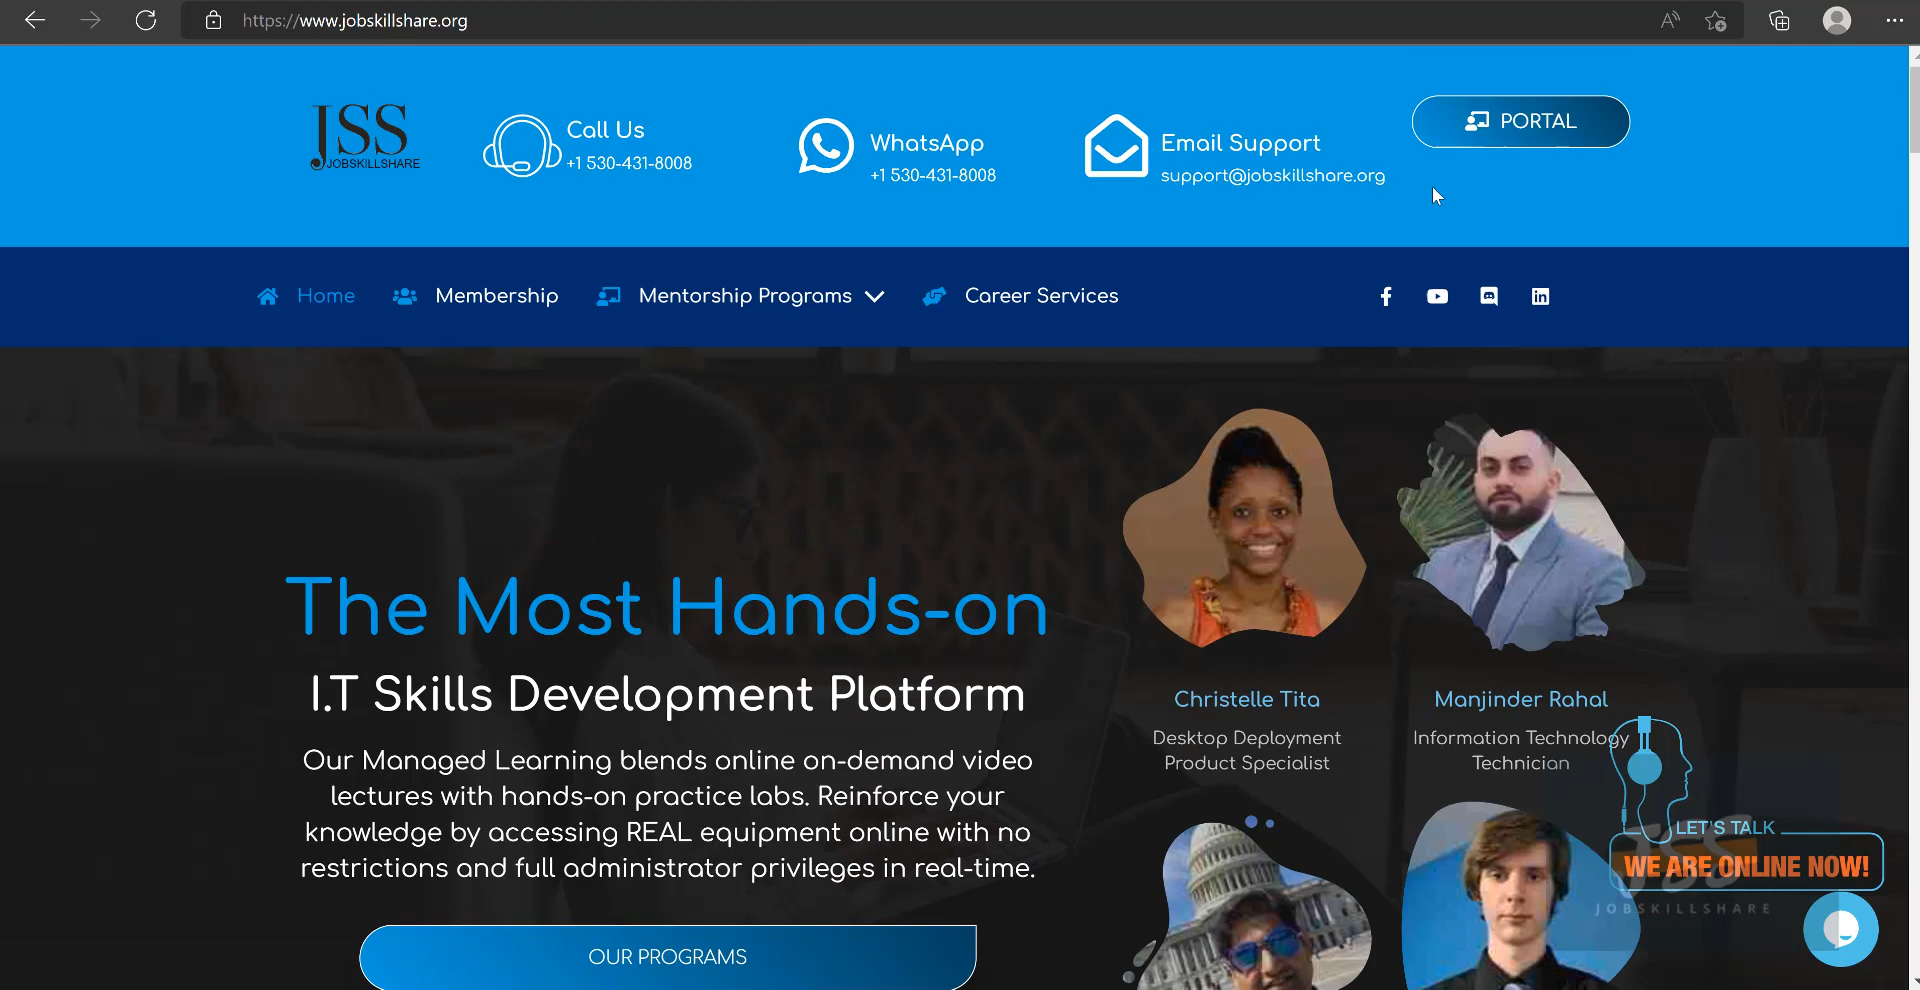 https://www.jobskillshare.org
JSS
JOBSKILLSHARE
Call Us
+1 530-431-8008
WhatsApp
+1 530-431-8008
Email Support
support@jobskillshare.org
PORTAL
Home
Membership
Mentorship Programs
Career Services
The Most Hands-on
I.T Skills Development Platform
Our Managed Learning blends online on-demand video
lectures with hands-on practice labs. Reinforce your
knowledge by accessing REAL equipment online with no
restrictions and full administrator privileges in real-time.
OUR PROGRAMS
Christelle Tita
Desktop Deployment
Product Specialist
Manjinder Rahal
Information Technology
Technician
LET'S TALK
WE ARE ONLINE NOW!
JSS
JOBSKILLSHARE